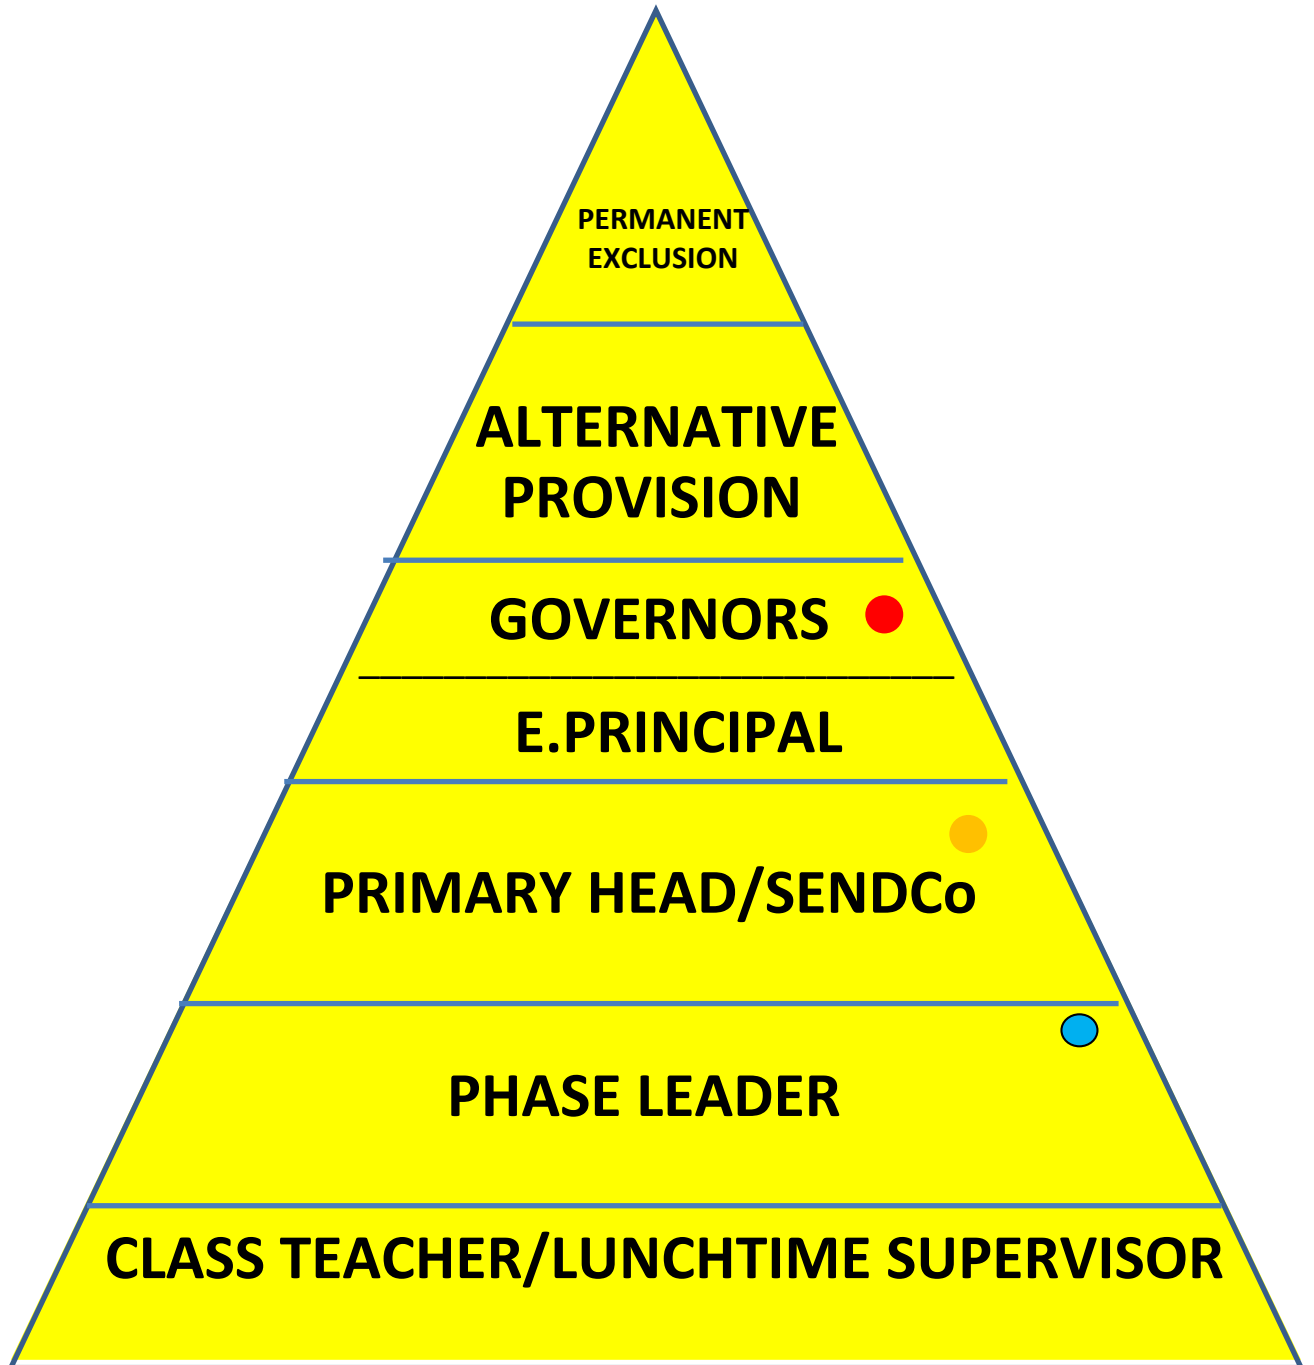 PERMANENT
EXCLUSION
ALTERNATIVE
PROVISION
GOVERNORS
E.PRINCIPAL
PRIMARY HEAD/SENDCo
PHASE LEADER
CLASS TEACHER/LUNCHTIME SUPERVISOR